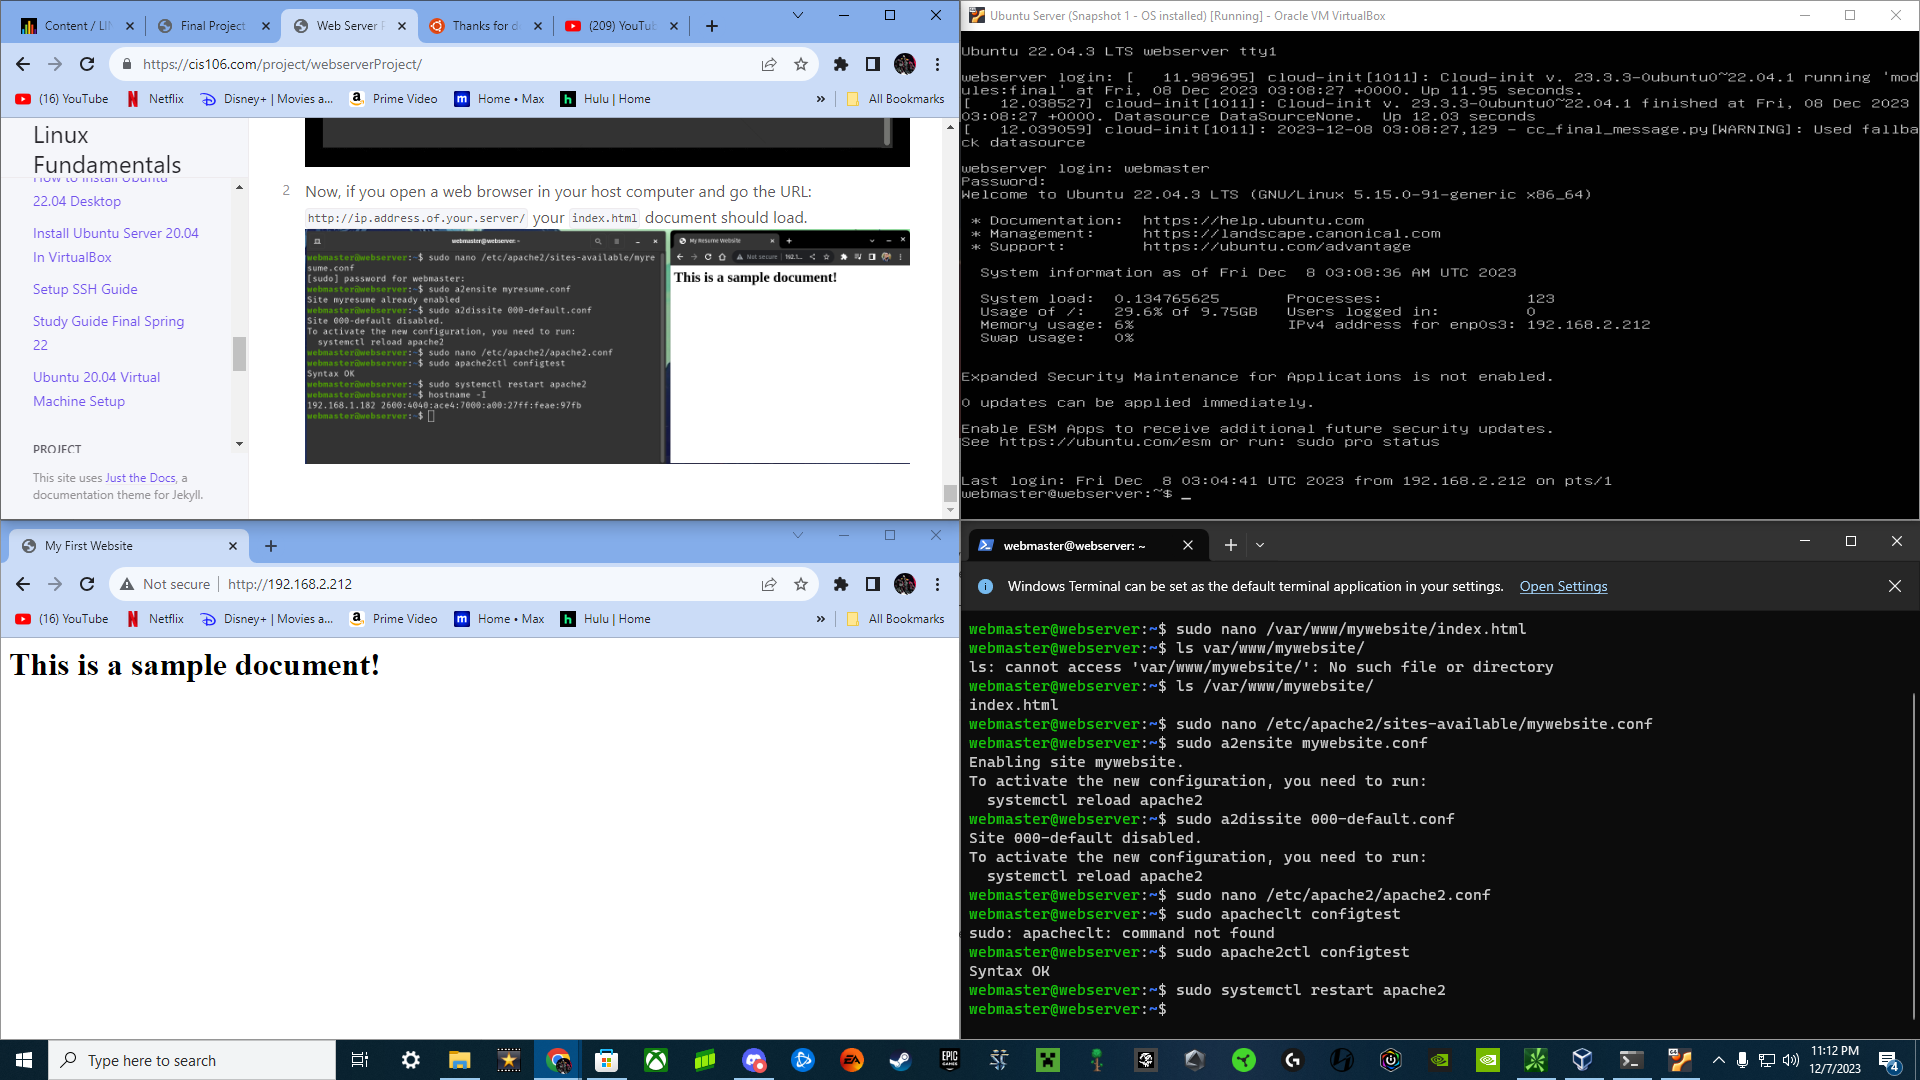 Content / LIN
Final Project
Web Server P
Thanks for do
(209) YouTub
https://cis106.com/project/webserverProject/
(16) YouTube
Netflix
Disney+ | Movies a...
Prime Video
Home • Max
Hulu | Home
»
All Bookmarks
Linux
Fundamentals
How to Install Ubuntu
22.04 Desktop
Install Ubuntu Server 20.04
In VirtualBox
Setup SSH Guide
Study Guide Final Spring
22
Ubuntu 20.04 Virtual
Machine Setup
PROJECT
This site uses Just the Docs, a
documentation theme for Jekyll.
2 Now, if you open a web browser in your host computer and go the URL:
http://ip.address.of.your.server/ your index.html document should load.
webmaster@webserver: ~
webmaster@webserver:~$ sudo nano /etc/apache2/sites-available/myre
sume.conf
[sudo] password for webmaster:
webmaster@webserver:~$ sudo a2ensite myresume.conf
Site myresume already enabled
webmaster@webserver:~$ sudo a2dissite 000-default.conf
Site 000-default disabled.
To activate the new configuration, you need to run:
systemctl reload apache2
webmaster@webserver:~$ sudo nano /etc/apache2/apache2.conf
webmaster@webserver:~$ sudo apache2ctl configtest
Syntax OK
webmaster@webserver:~$ sudo systemctl restart apache2
webmaster@webserver:~$ hostname -I
192.168.1.182 2600:4040:ace4:7000:a00:27ff:feae:97fb
webmaster@webserver:~$
My Resume Website
Not secure | 192.1...
This is a sample document!
Ubuntu Server (Snapshot 1 - OS installed) [Running] - Oracle VM VirtualBox
Ubuntu 22.04.3 LTS webserver tty1
webserver login: [   11.989695] cloud-init[1011]: Cloud-init v. 23.3.3-0ubuntu0~22.04.1 running 'mod
ules:final' at Fri, 08 Dec 2023 03:08:27 +0000. Up 11.95 seconds.
[   12.038527] cloud-init[1011]: Cloud-init v. 23.3.3-0ubuntu0~22.04.1 finished at Fri, 08 Dec 2023
03:08:27 +0000. Datasource DataSourceNone.  Up 12.03 seconds
[   12.039059] cloud-init[1011]: 2023-12-08 03:08:27,129 - cc_final_message.py[WARNING]: Used fallba
ck datasource
webserver login: webmaster
Password:
Welcome to Ubuntu 22.04.3 LTS (GNU/Linux 5.15.0-91-generic x86_64)
* Documentation:  https://help.ubuntu.com
* Management:     https://landscape.canonical.com
* Support:        https://ubuntu.com/advantage
System information as of Fri Dec  8 03:08:36 AM UTC 2023
System load:  0.134765625      Processes:               123
Usage of /:   29.6% of 9.75GB   Users logged in:         0
Memory usage: 6%                IPv4 address for enp0s3: 192.168.2.212
Swap usage:   0%
Expanded Security Maintenance for Applications is not enabled.
0 updates can be applied immediately.
Enable ESM Apps to receive additional future security updates.
See https://ubuntu.com/esm or run: sudo pro status
Last login: Fri Dec  8 03:04:41 UTC 2023 from 192.168.2.212 on pts/1
webmaster@webserver:~$ _
My First Website
Not secure | http://192.168.2.212
(16) YouTube
Netflix
Disney+ | Movies a...
Prime Video
Home • Max
Hulu | Home
»
All Bookmarks
This is a sample document!
webmaster@webserver: ~
Windows Terminal can be set as the default terminal application in your settings. Open Settings
webmaster@webserver:~$ sudo nano /var/www/mywebsite/index.html
webmaster@webserver:~$ ls var/www/mywebsite/
ls: cannot access 'var/www/mywebsite/': No such file or directory
webmaster@webserver:~$ ls /var/www/mywebsite/
index.html
webmaster@webserver:~$ sudo nano /etc/apache2/sites-available/mywebsite.conf
webmaster@webserver:~$ sudo a2ensite mywebsite.conf
Enabling site mywebsite.
To activate the new configuration, you need to run:
systemctl reload apache2
webmaster@webserver:~$ sudo a2dissite 000-default.conf
Site 000-default disabled.
To activate the new configuration, you need to run:
systemctl reload apache2
webmaster@webserver:~$ sudo nano /etc/apache2/apache2.conf
webmaster@webserver:~$ sudo apacheclt configtest
sudo: apacheclt: command not found
webmaster@webserver:~$ sudo apache2ctl configtest
Syntax OK
webmaster@webserver:~$ sudo systemctl restart apache2
webmaster@webserver:~$
Type here to search
EA
EPIC GAMES
11:12 PM
12/7/2023
4